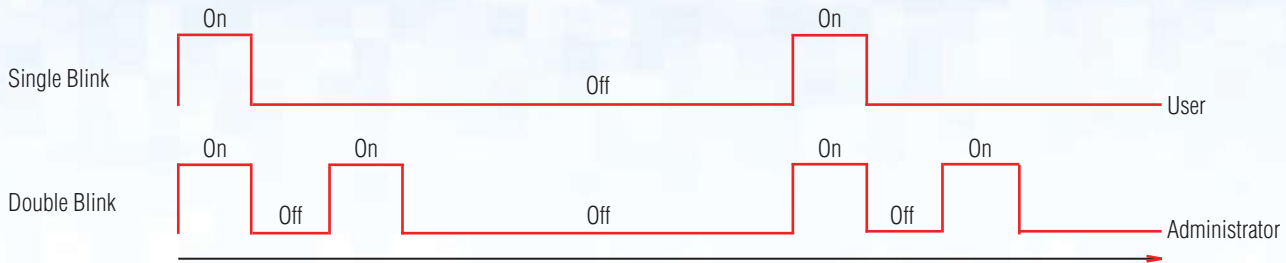 On On
Single Blink Off User
On On On On
Double Blink Off Off Off Administrator